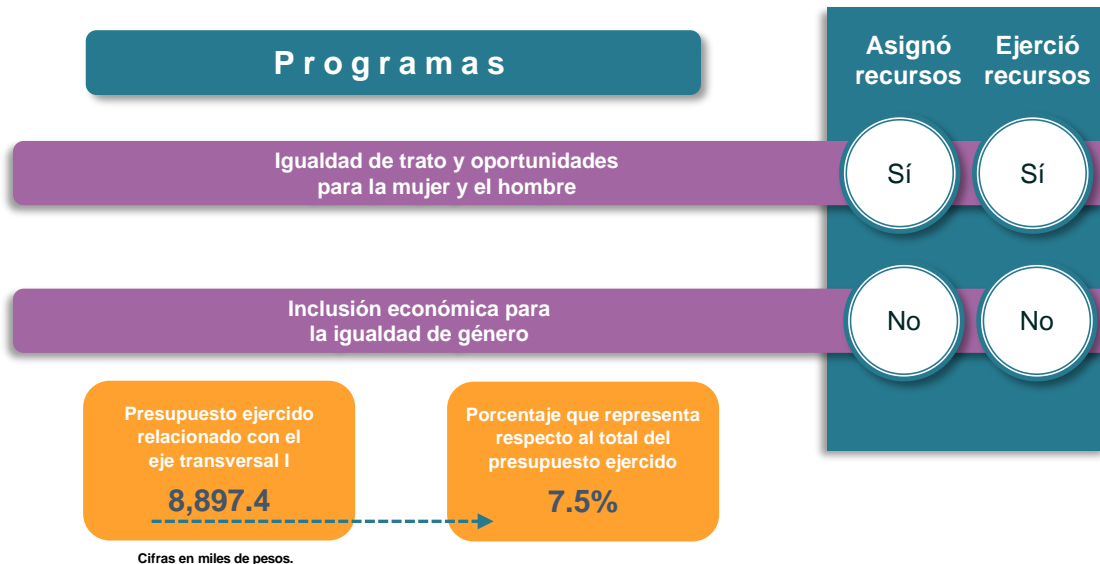 Programas
Asignó
recursos
Ejerció
recursos
Igualdad de trato y oportunidades
para la mujer y el hombre
Sí
Sí
Inclusión económica para
la igualdad de género
No
No
Presupuesto ejercido
relacionado con el
eje transversal I
8,897.4
Porcentaje que representa
respecto al total del
presupuesto ejercido
7.5%
Cifras en miles de pesos.